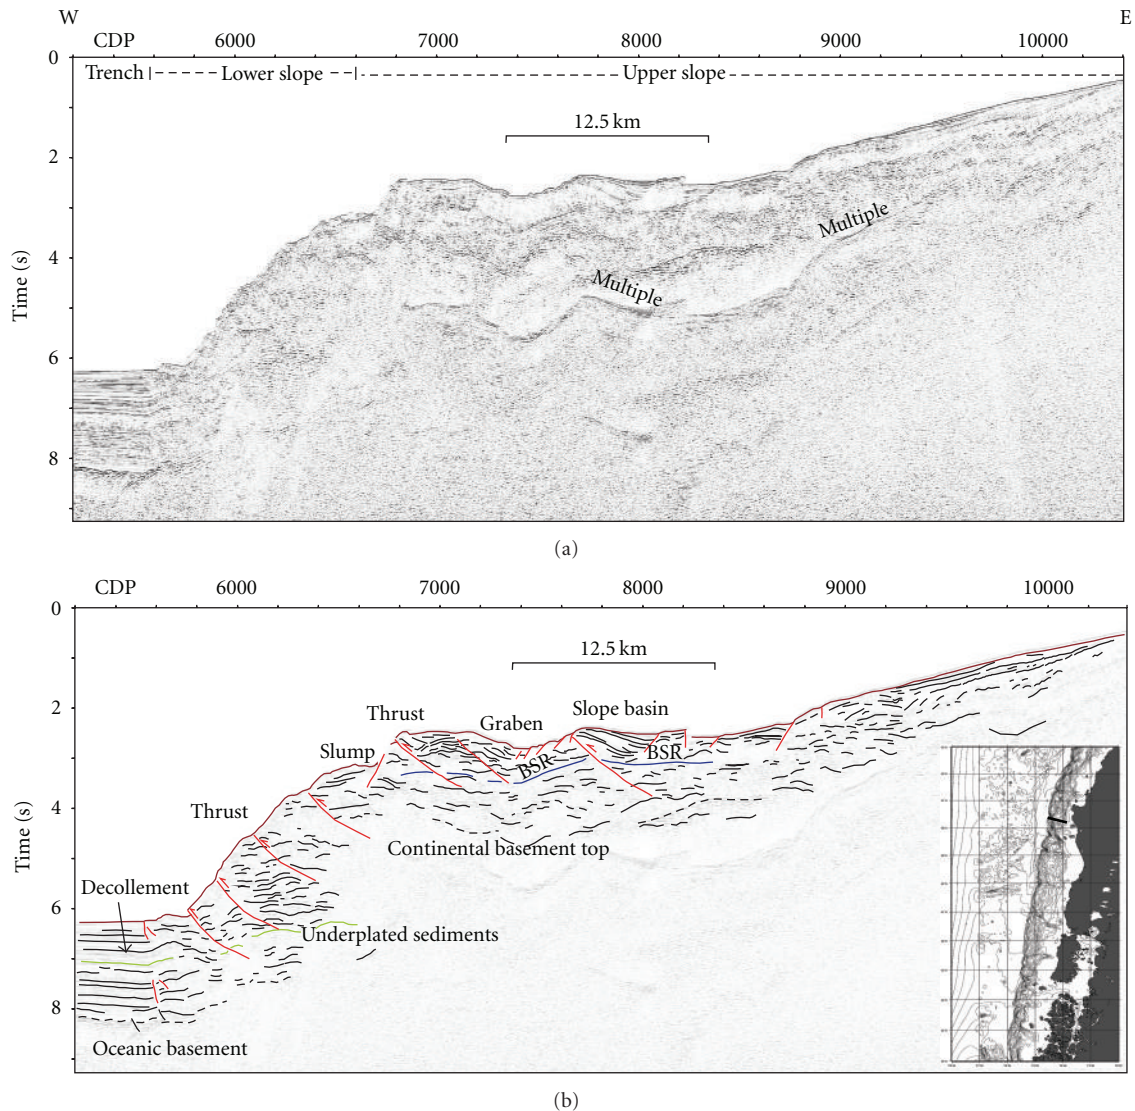 W E
CDP 6000 7000 8000 9000 10000
0
Trench Lower slope Upper slope
12.5 km
2
Multiple
4
Multiple
Time (s)
6
8
(a)
CDP 6000 7000 8000 9000 10000
0
12.5 km
2
Thrust Graben Slope basin
Slump BSR BSR
4
Thrust
Continental basement top
Time (s)
Decollement
6
Underplated sediments
8
Oceanic basement
(b)